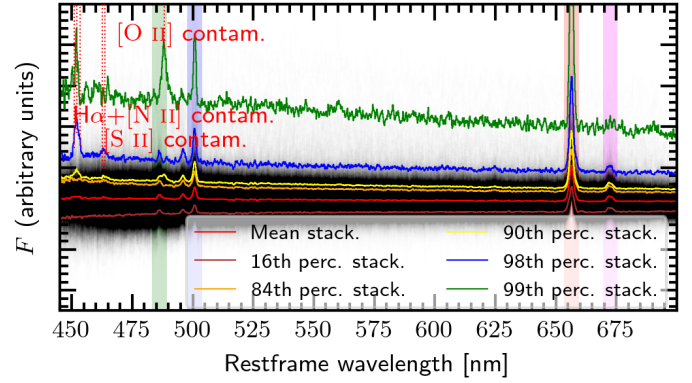 [O II] contam.
Hα+[N II] contam.
[S II] contam.
F (arbitrary units)
Mean stack.
16th perc. stack.
84th perc. stack.
90th perc. stack.
98th perc. stack.
99th perc. stack.
450 475 500 525 550 575 600 625 650 675
Restframe wavelength [nm]